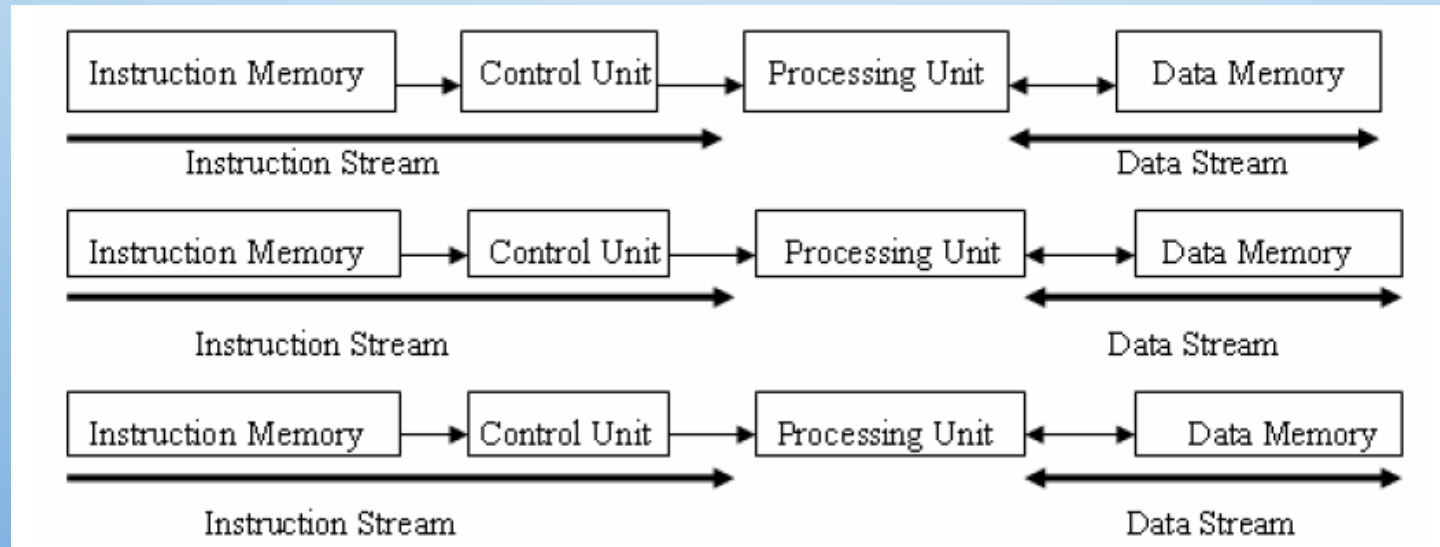 Instruction Memory Control Unit Processing Unit Data Memory
Instruction Stream Data Stream
Instruction Memory Control Unit Processing Unit Data Memory
Instruction Stream Data Stream
Instruction Memory Control Unit Processing Unit Data Memory
Instruction Stream Data Stream